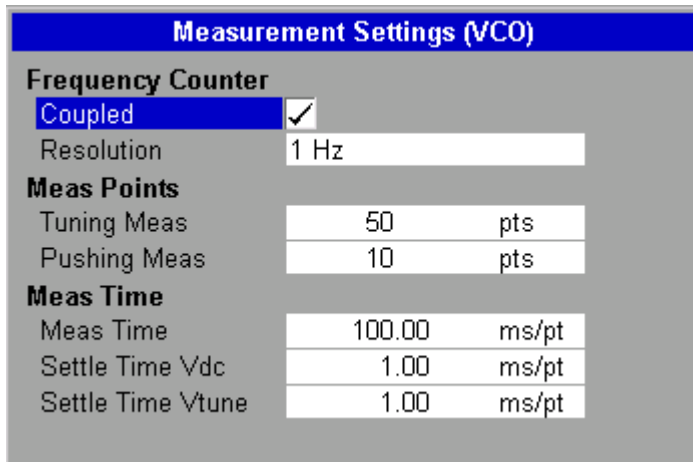 Measurement Settings (VCO)
Frequency Counter
Coupled
Resolution 1 Hz
Meas Points
Tuning Meas 50 pts
Pushing Meas 10 pts
Meas Time
Meas Time 100.00 ms/pt
Settle Time Vdc 1.00 ms/pt
Settle Time Vtune 1.00 ms/pt